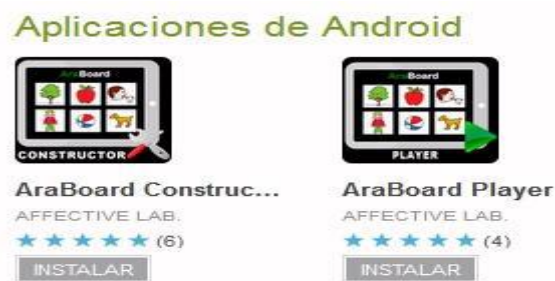 Aplicaciones de Android
AraBoard
CONSTRUCTOR
AraBoard Construc...
AFFECTIVE LAB.
(6)
INSTALAR
AraBoard
PLAYER
AraBoard Player
AFFECTIVE LAB.
(4)
INSTALAR